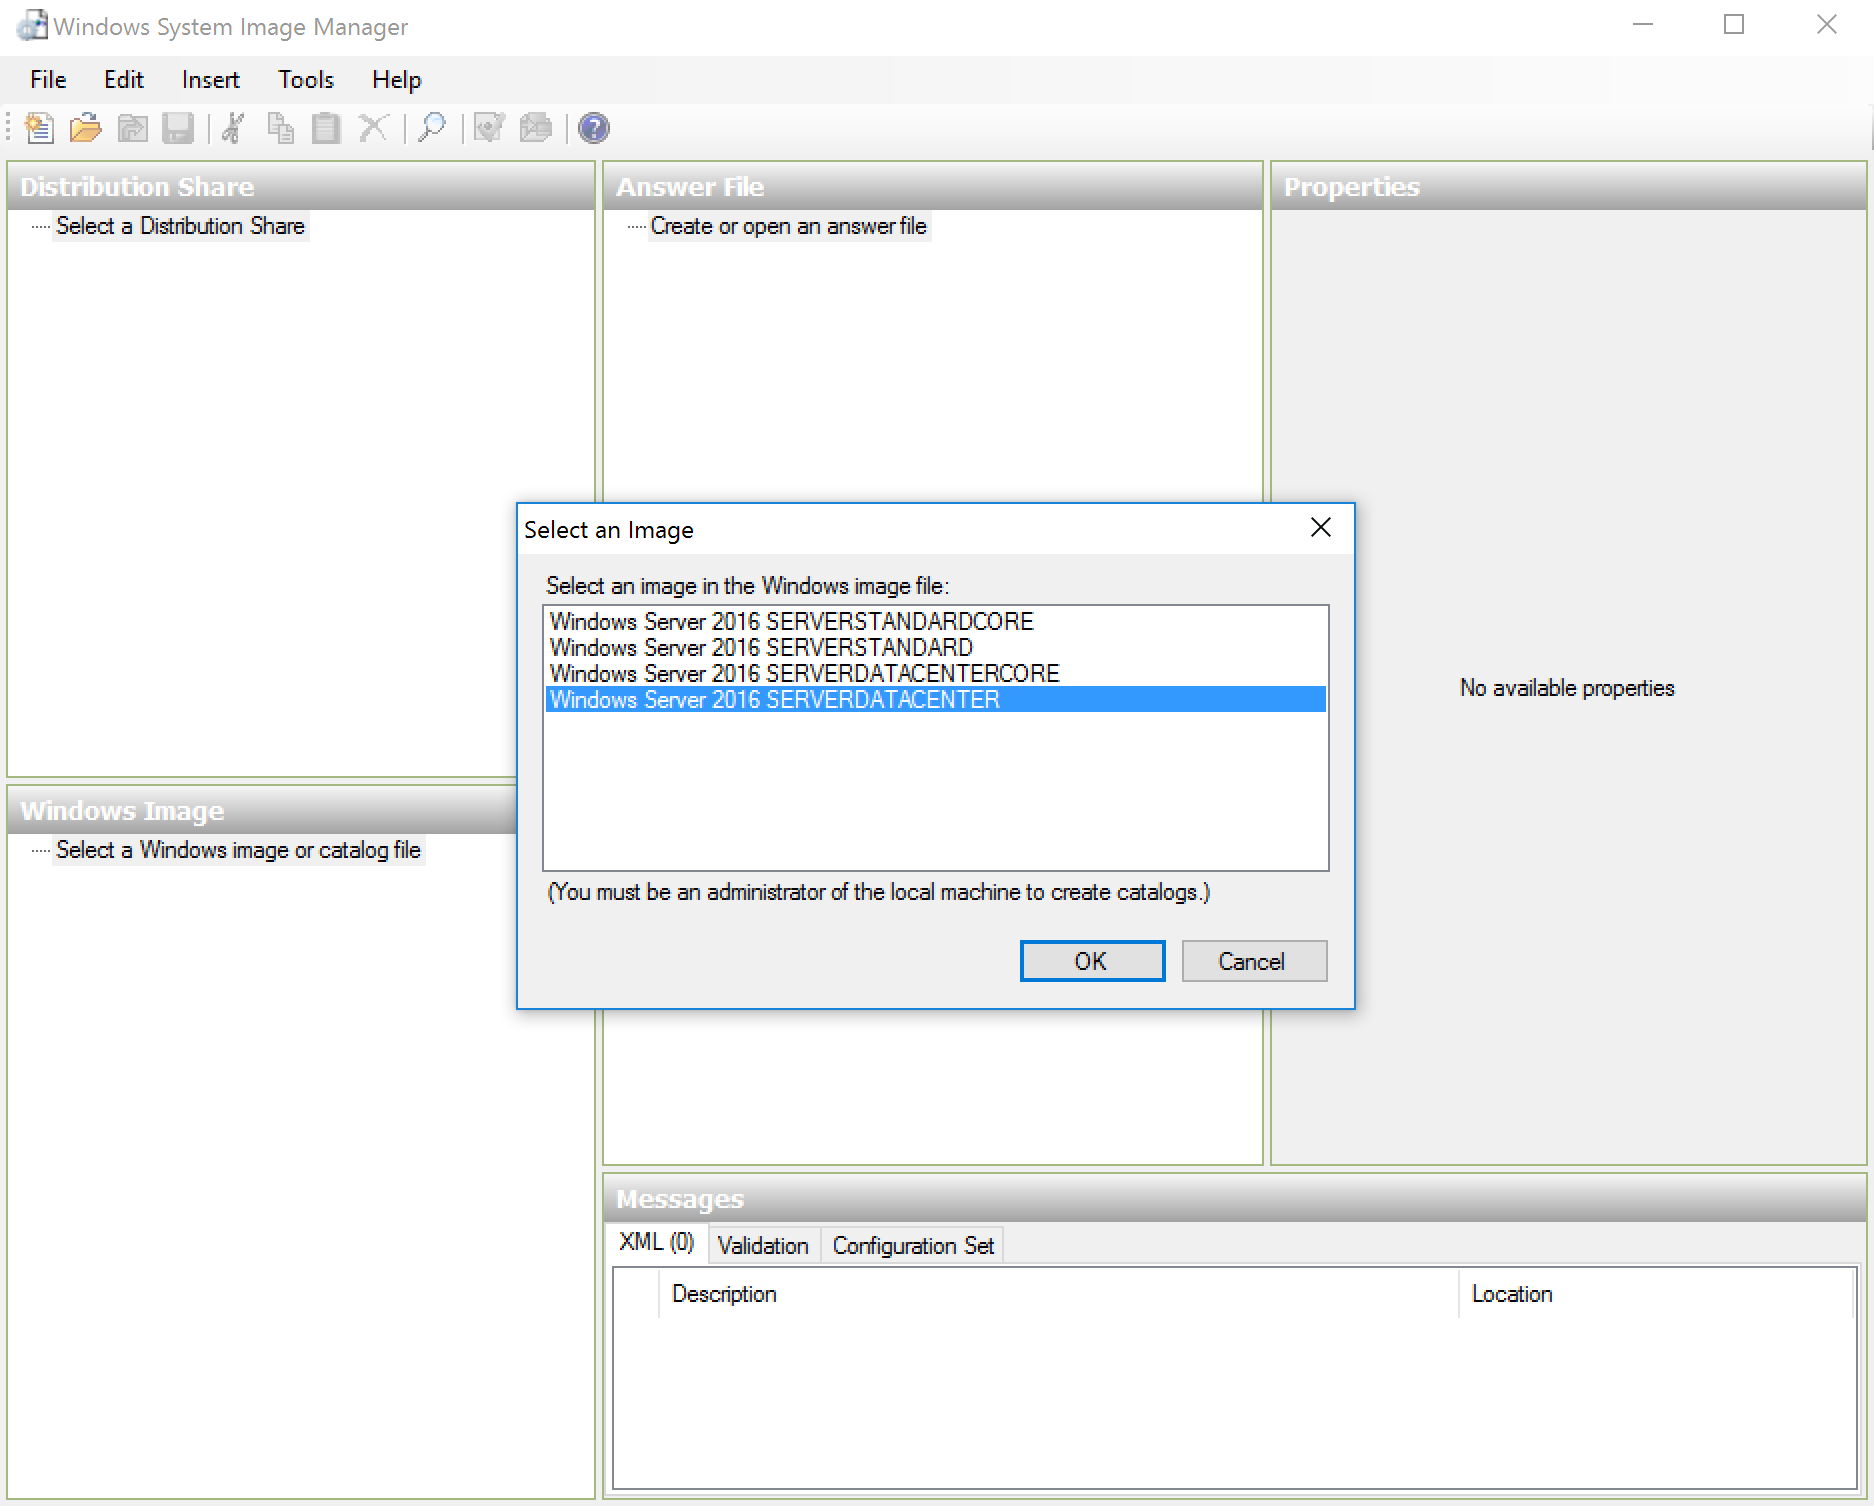 Windows System Image Manager
File Edit Insert Tools Help
Distribution Share
Select a Distribution Share
Answer File
Create or open an answer file
Properties
No available properties
Select an Image
Select an image in the Windows image file:
Windows Server 2016 SERVERSTANDARDCORE
Windows Server 2016 SERVERSTANDARD
Windows Server 2016 SERVERDATACENTERCORE
Windows Server 2016 SERVERDATACENTER
(You must be an administrator of the local machine to create catalogs.)
OK Cancel
Windows Image
Select a Windows image or catalog file
Messages
XML (0) Validation Configuration Set
Description Location